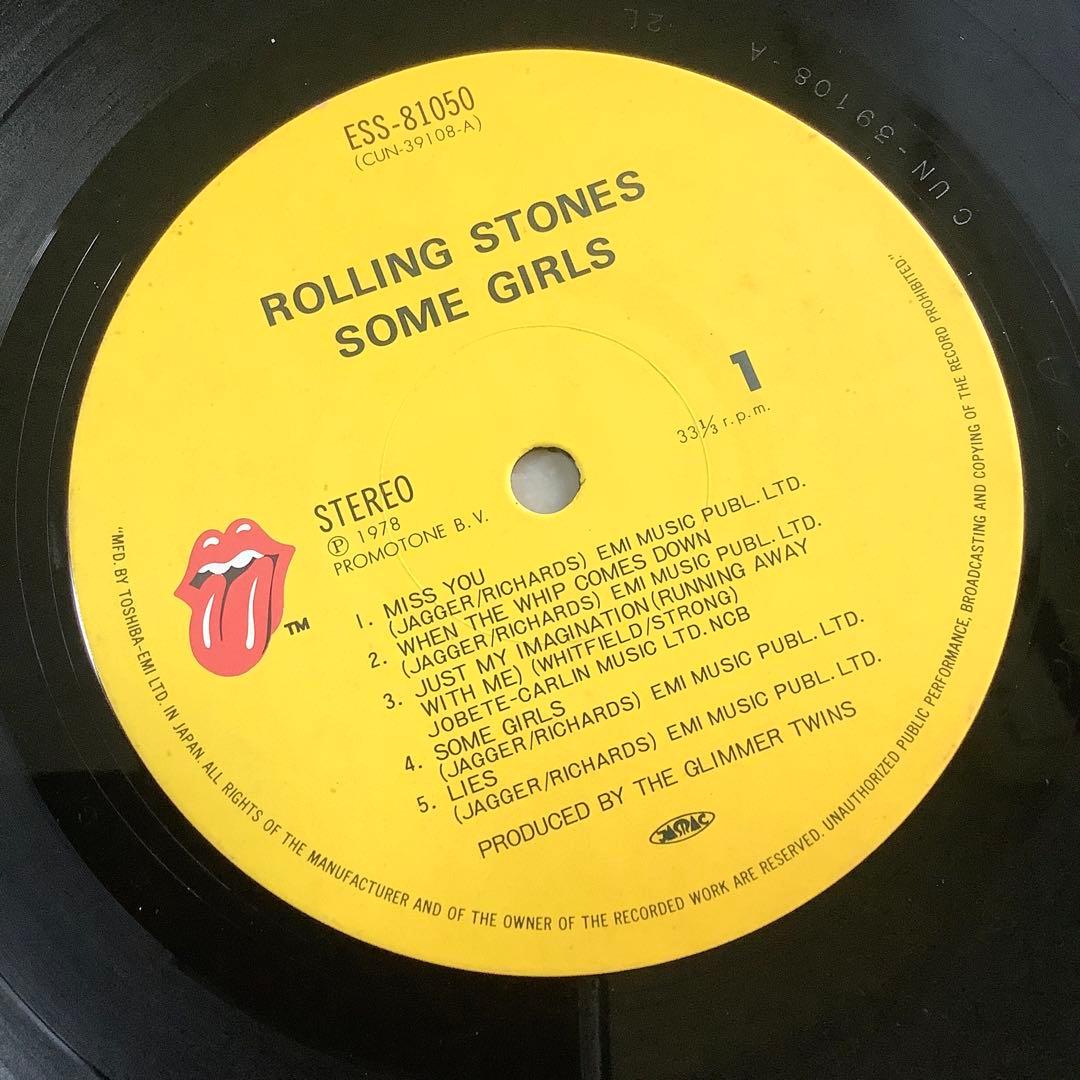 ESS-81050
(CUN-39108-A)
ROLLING STONES
SOME GIRLS
1
33⅓ r.p.m.
STEREO
Ⓟ 1978
PROMOTONE B.V.
1. MISS YOU
(JAGGER/RICHARDS) EMI MUSIC PUBL. LTD.
2. WHEN THE WHIP COMES DOWN
(JAGGER/RICHARDS) EMI MUSIC PUBL. LTD.
3. JUST MY IMAGINATION (RUNNING AWAY
WITH ME) (WHITFIELD/STRONG)
JOBETE-CARLIN MUSIC LTD. NCB
4. SOME GIRLS
(JAGGER/RICHARDS) EMI MUSIC PUBL. LTD.
5. LIES
(JAGGER/RICHARDS) EMI MUSIC PUBL. LTD.
PRODUCED BY THE GLIMMER TWINS
JASRAC
TM
"MFD. BY TOSHIBA-EMI LTD. IN JAPAN ALL RIGHTS OF THE MANUFACTURER AND OF THE OWNER OF THE RECORDED WORK ARE RESERVED. UNAUTHORIZED PUBLIC PERFORMANCE, BROADCASTING AND COPYING OF THE RECORD PROHIBITED."
CUN-39108-A 2L